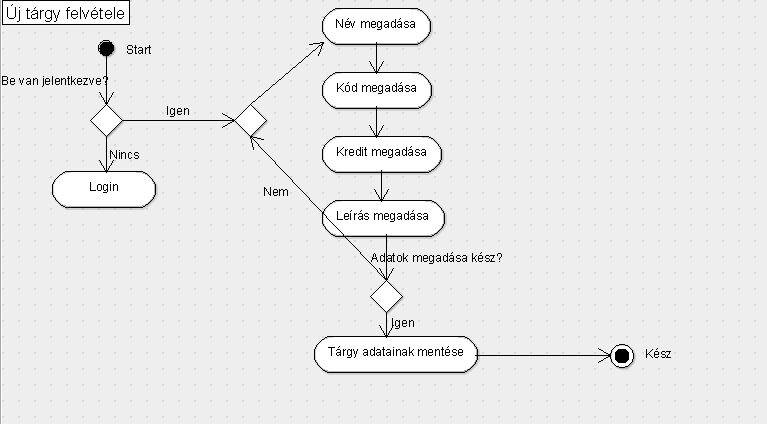 Új tárgy felvétele
Start
Be van jelentkezve?
Igen
Nincs
Login
Név megadása
Kód megadása
Kredit megadása
Leírás megadása
Nem
Adatok megadása kész?
Igen
Tárgy adatainak mentése
Kész